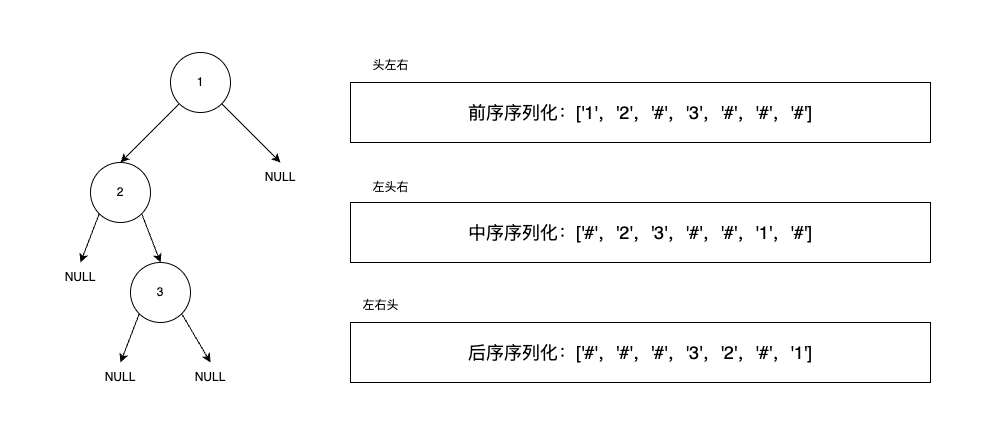 1
NULL
2
NULL
3
NULL
NULL
头左右
前序序列化：['1', '2', '#', '3', '#', '#', '#']
左头右
中序序列化：['#', '2', '3', '#', '#', '1', '#']
左右头
后序序列化：['#', '#', '#', '3', '2', '#', '1']